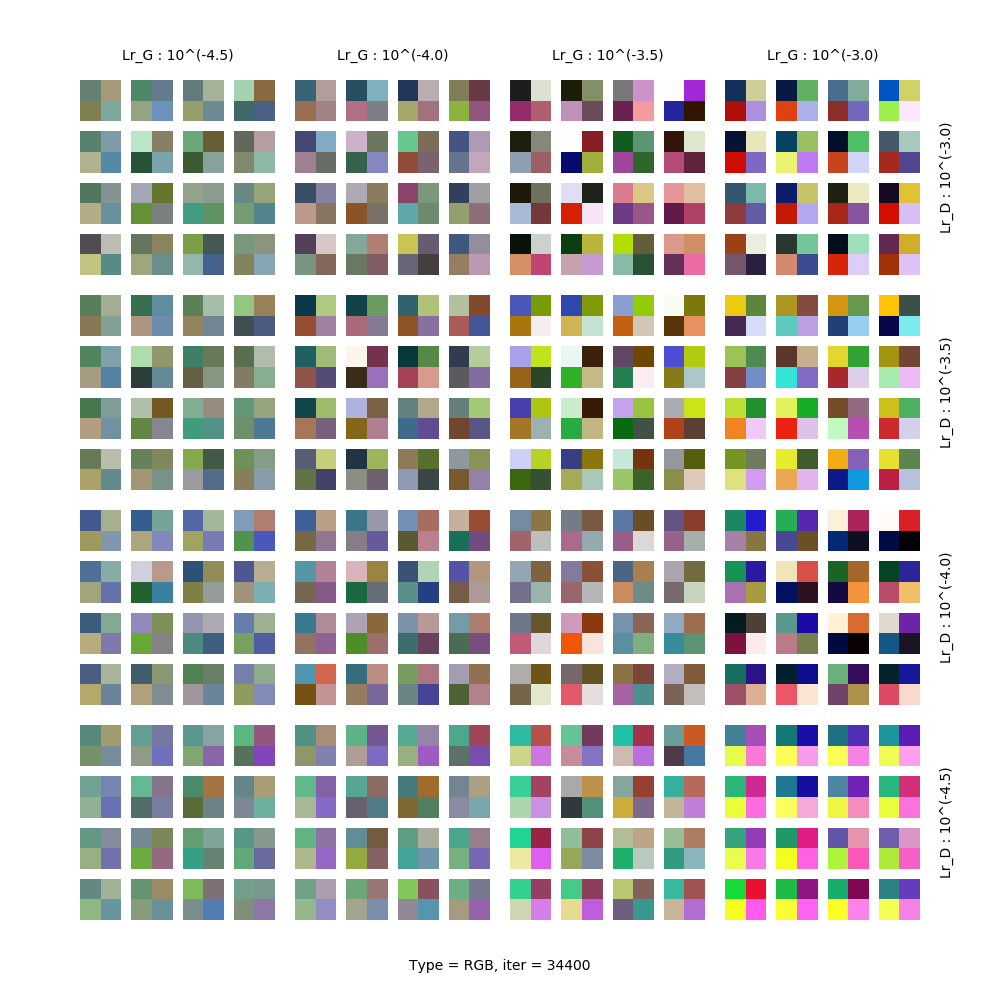 Lr_G : 10^(-4.5)
Lr_G : 10^(-4.0)
Lr_G : 10^(-3.5)
Lr_G : 10^(-3.0)
Lr_D : 10^(-3.0)
Lr_D : 10^(-3.5)
Lr_D : 10^(-4.0)
Lr_D : 10^(-4.5)
Type = RGB, iter = 34400